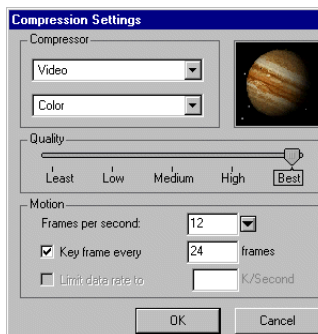 Compression Settings
Compressor
Video
Color
Quality
Least Low Medium High Best
Motion
Frames per second: 12
Key frame every 24 frames
Limit data rate to K/Second
OK Cancel